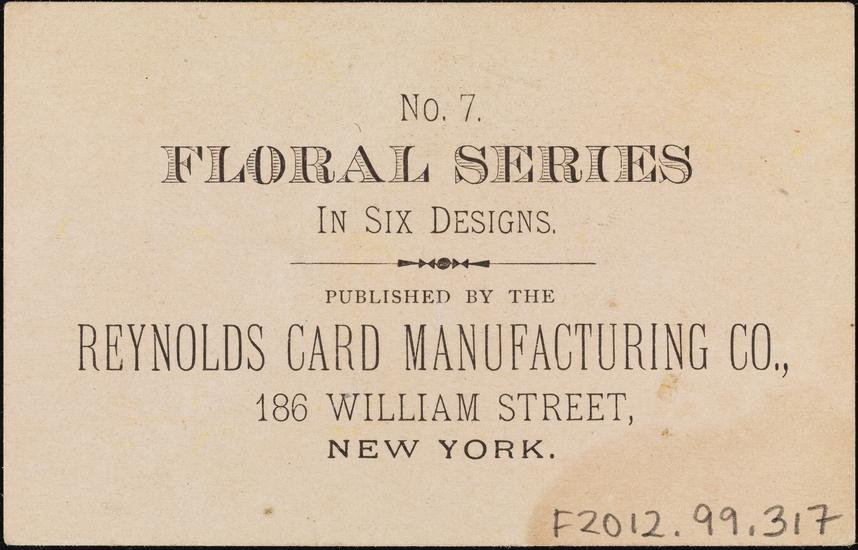 No. 7.
FLORAL SERIES
IN SIX DESIGNS.
PUBLISHED BY THE
REYNOLDS CARD MANUFACTURING CO.,
186 WILLIAM STREET,
NEW YORK.
F2012.99.317